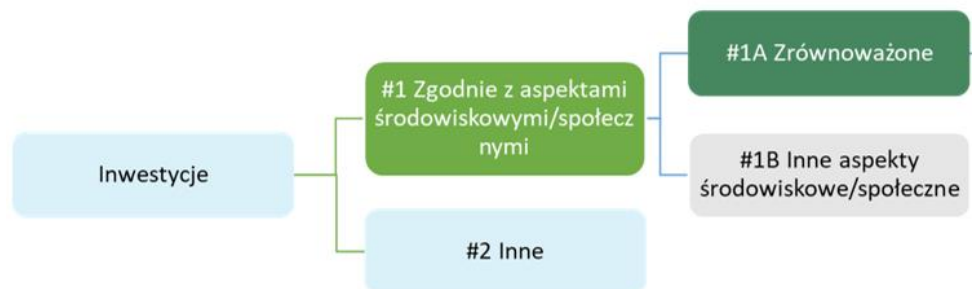 Inwestycje
#1 Zgodnie z aspektami
środowiskowymi/społecz
nymi
#2 Inne
#1A Zrównoważone
#1B Inne aspekty
środowiskowe/społeczne